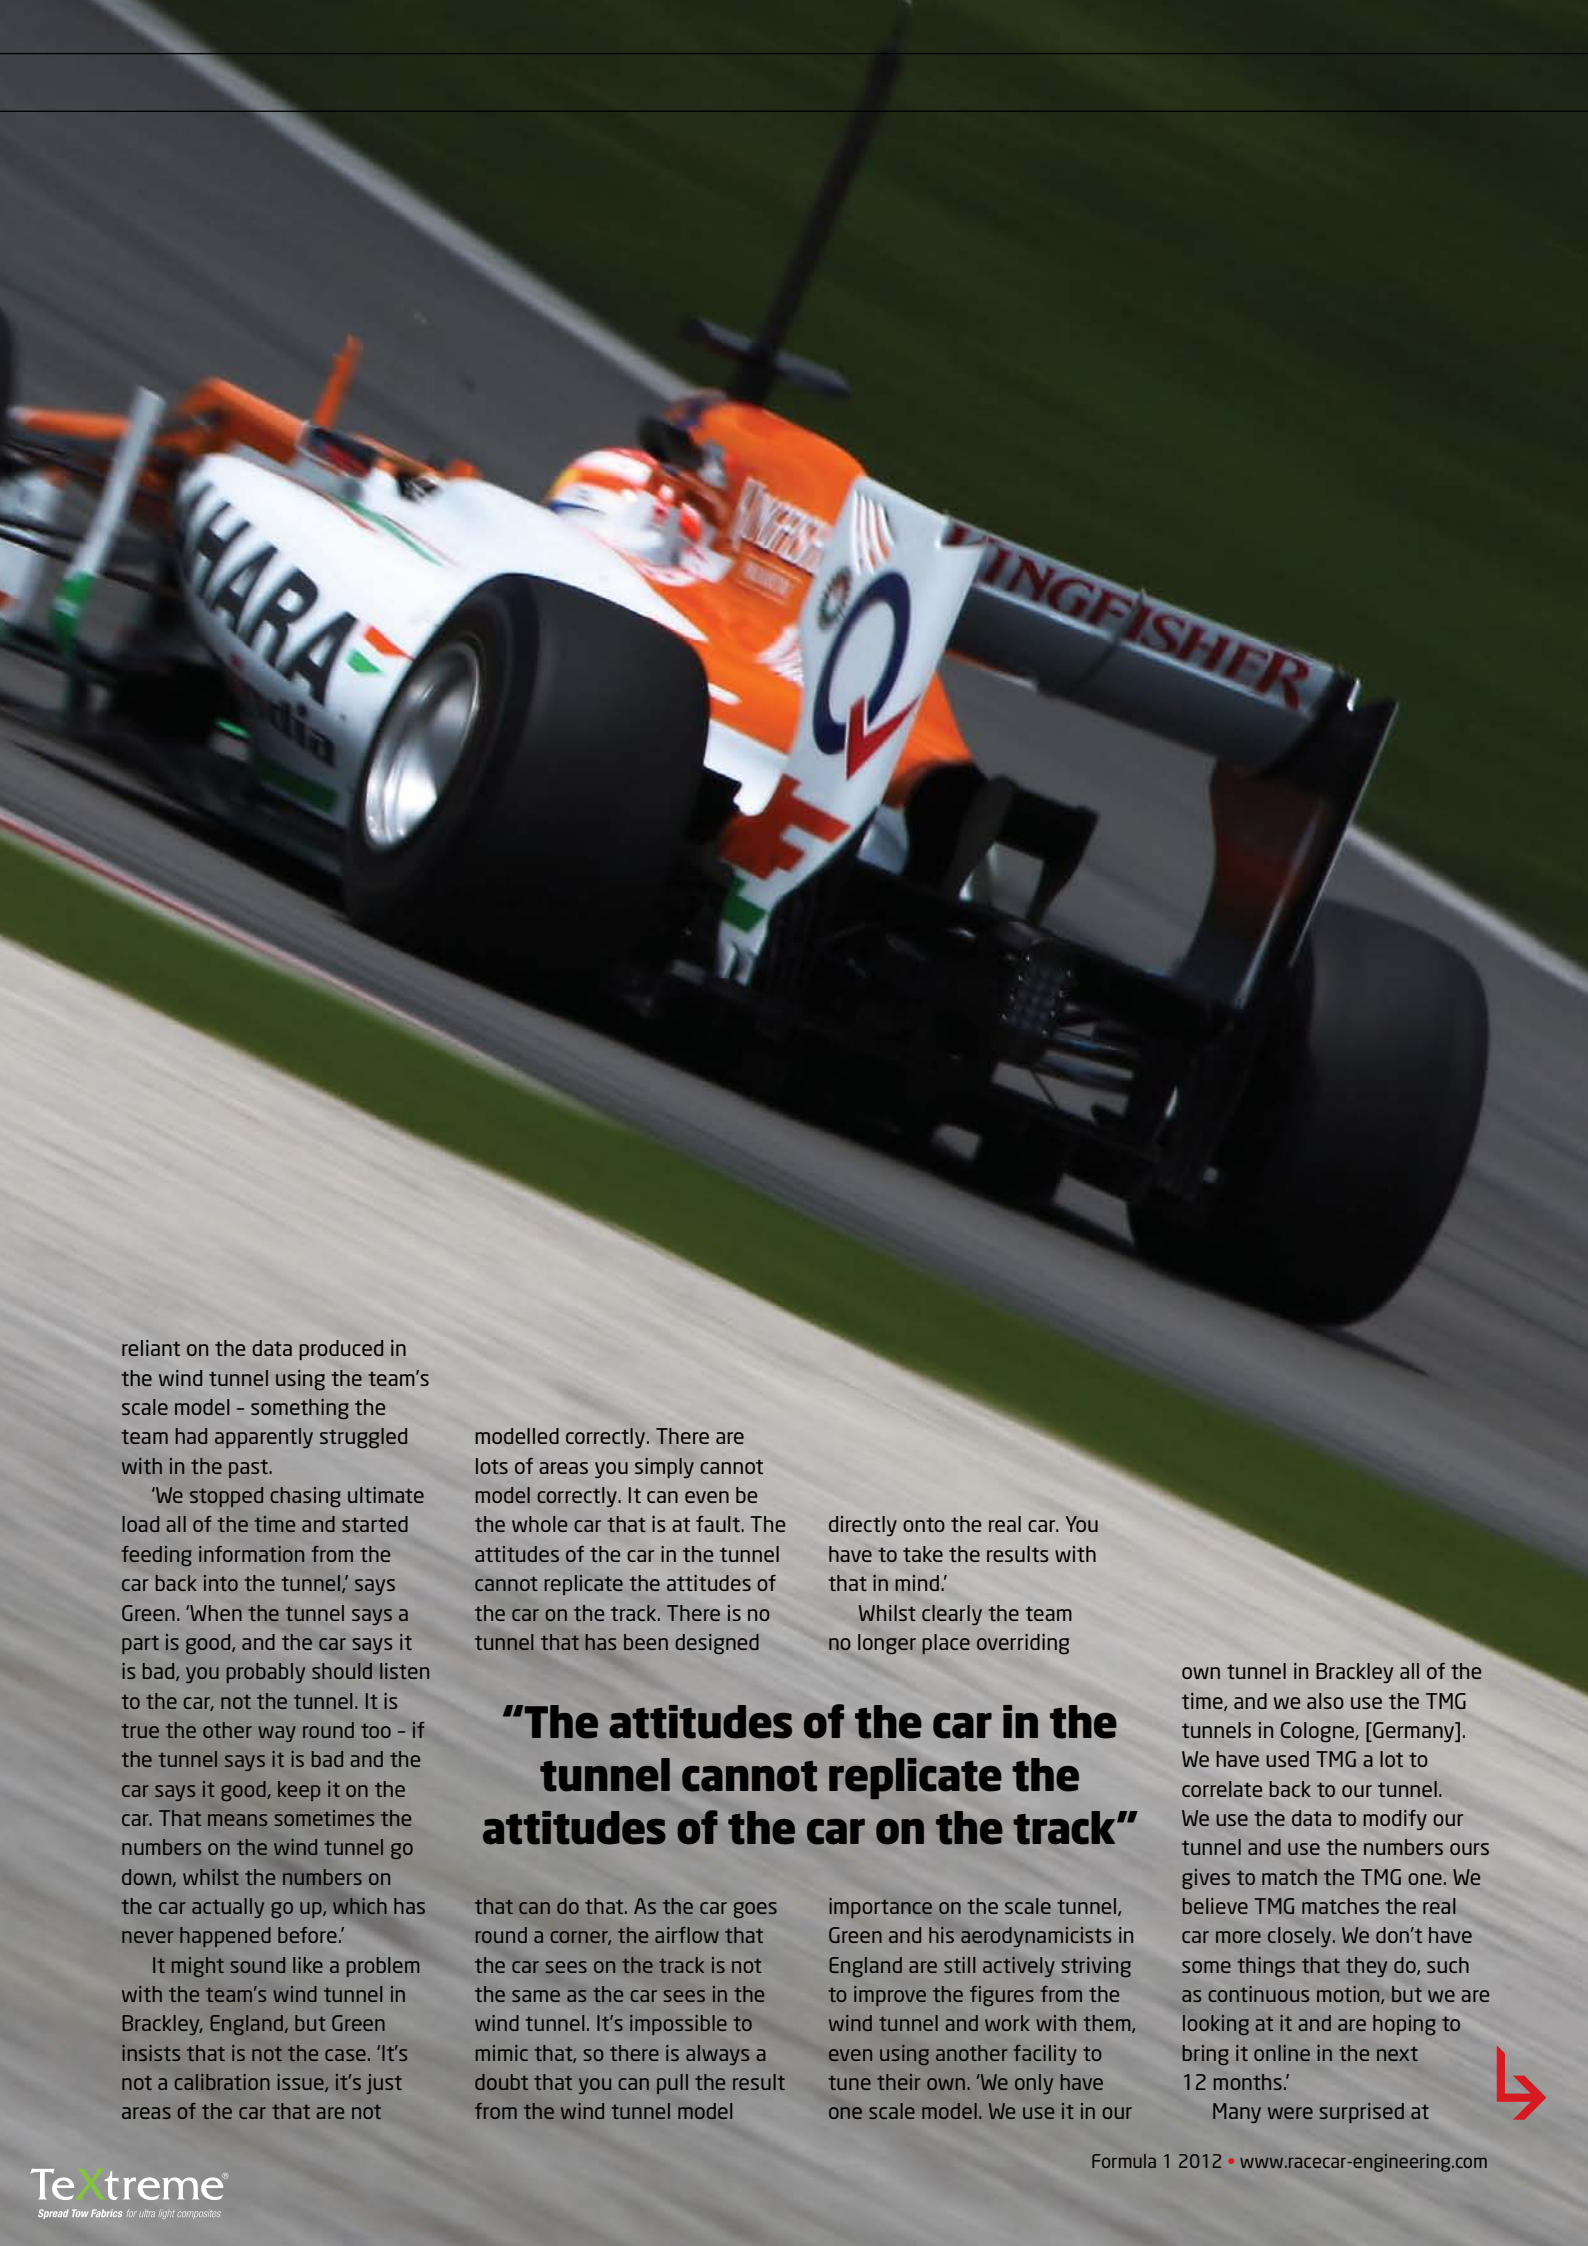 HARA
dia
KINGFISHER
reliant on the data produced in
the wind tunnel using the team's
scale model – something the
team had apparently struggled
with in the past.
'We stopped chasing ultimate
load all of the time and started
feeding information from the
car back into the tunnel,' says
Green. 'When the tunnel says a
part is good, and the car says it
is bad, you probably should listen
to the car, not the tunnel. It is
true the other way round too – if
the tunnel says it is bad and the
car says it good, keep it on the
car. That means sometimes the
numbers on the wind tunnel go
down, whilst the numbers on
the car actually go up, which has
never happened before.'
It might sound like a problem
with the team's wind tunnel in
Brackley, England, but Green
insists that is not the case. 'It's
not a calibration issue, it's just
areas of the car that are not
modelled correctly. There are
lots of areas you simply cannot
model correctly. It can even be
the whole car that is at fault. The
attitudes of the car in the tunnel
cannot replicate the attitudes of
the car on the track. There is no
tunnel that has been designed
"The attitudes of the car in the
tunnel cannot replicate the
attitudes of the car on the track"
that can do that. As the car goes
round a corner, the airflow that
the car sees on the track is not
the same as the car sees in the
wind tunnel. It's impossible to
mimic that, so there is always a
doubt that you can pull the result
from the wind tunnel model
directly onto the real car. You
have to take the results with
that in mind.'
Whilst clearly the team
no longer place overriding
importance on the scale tunnel,
Green and his aerodynamicists in
England are still actively striving
to improve the figures from the
wind tunnel and work with them,
even using another facility to
tune their own. 'We only have
one scale model. We use it in our
own tunnel in Brackley all of the
time, and we also use the TMG
tunnels in Cologne, [Germany].
We have used TMG a lot to
correlate back to our tunnel.
We use the data to modify our
tunnel and use the numbers ours
gives to match the TMG one. We
believe TMG matches the real
car more closely. We don't have
some things that they do, such
as continuous motion, but we are
looking at it and are hoping to
bring it online in the next
12 months.'
Many were surprised at
Formula 1 2012 • www.racecar-engineering.com
TeXtreme®
Spread Tow Fabrics for ultra light composites